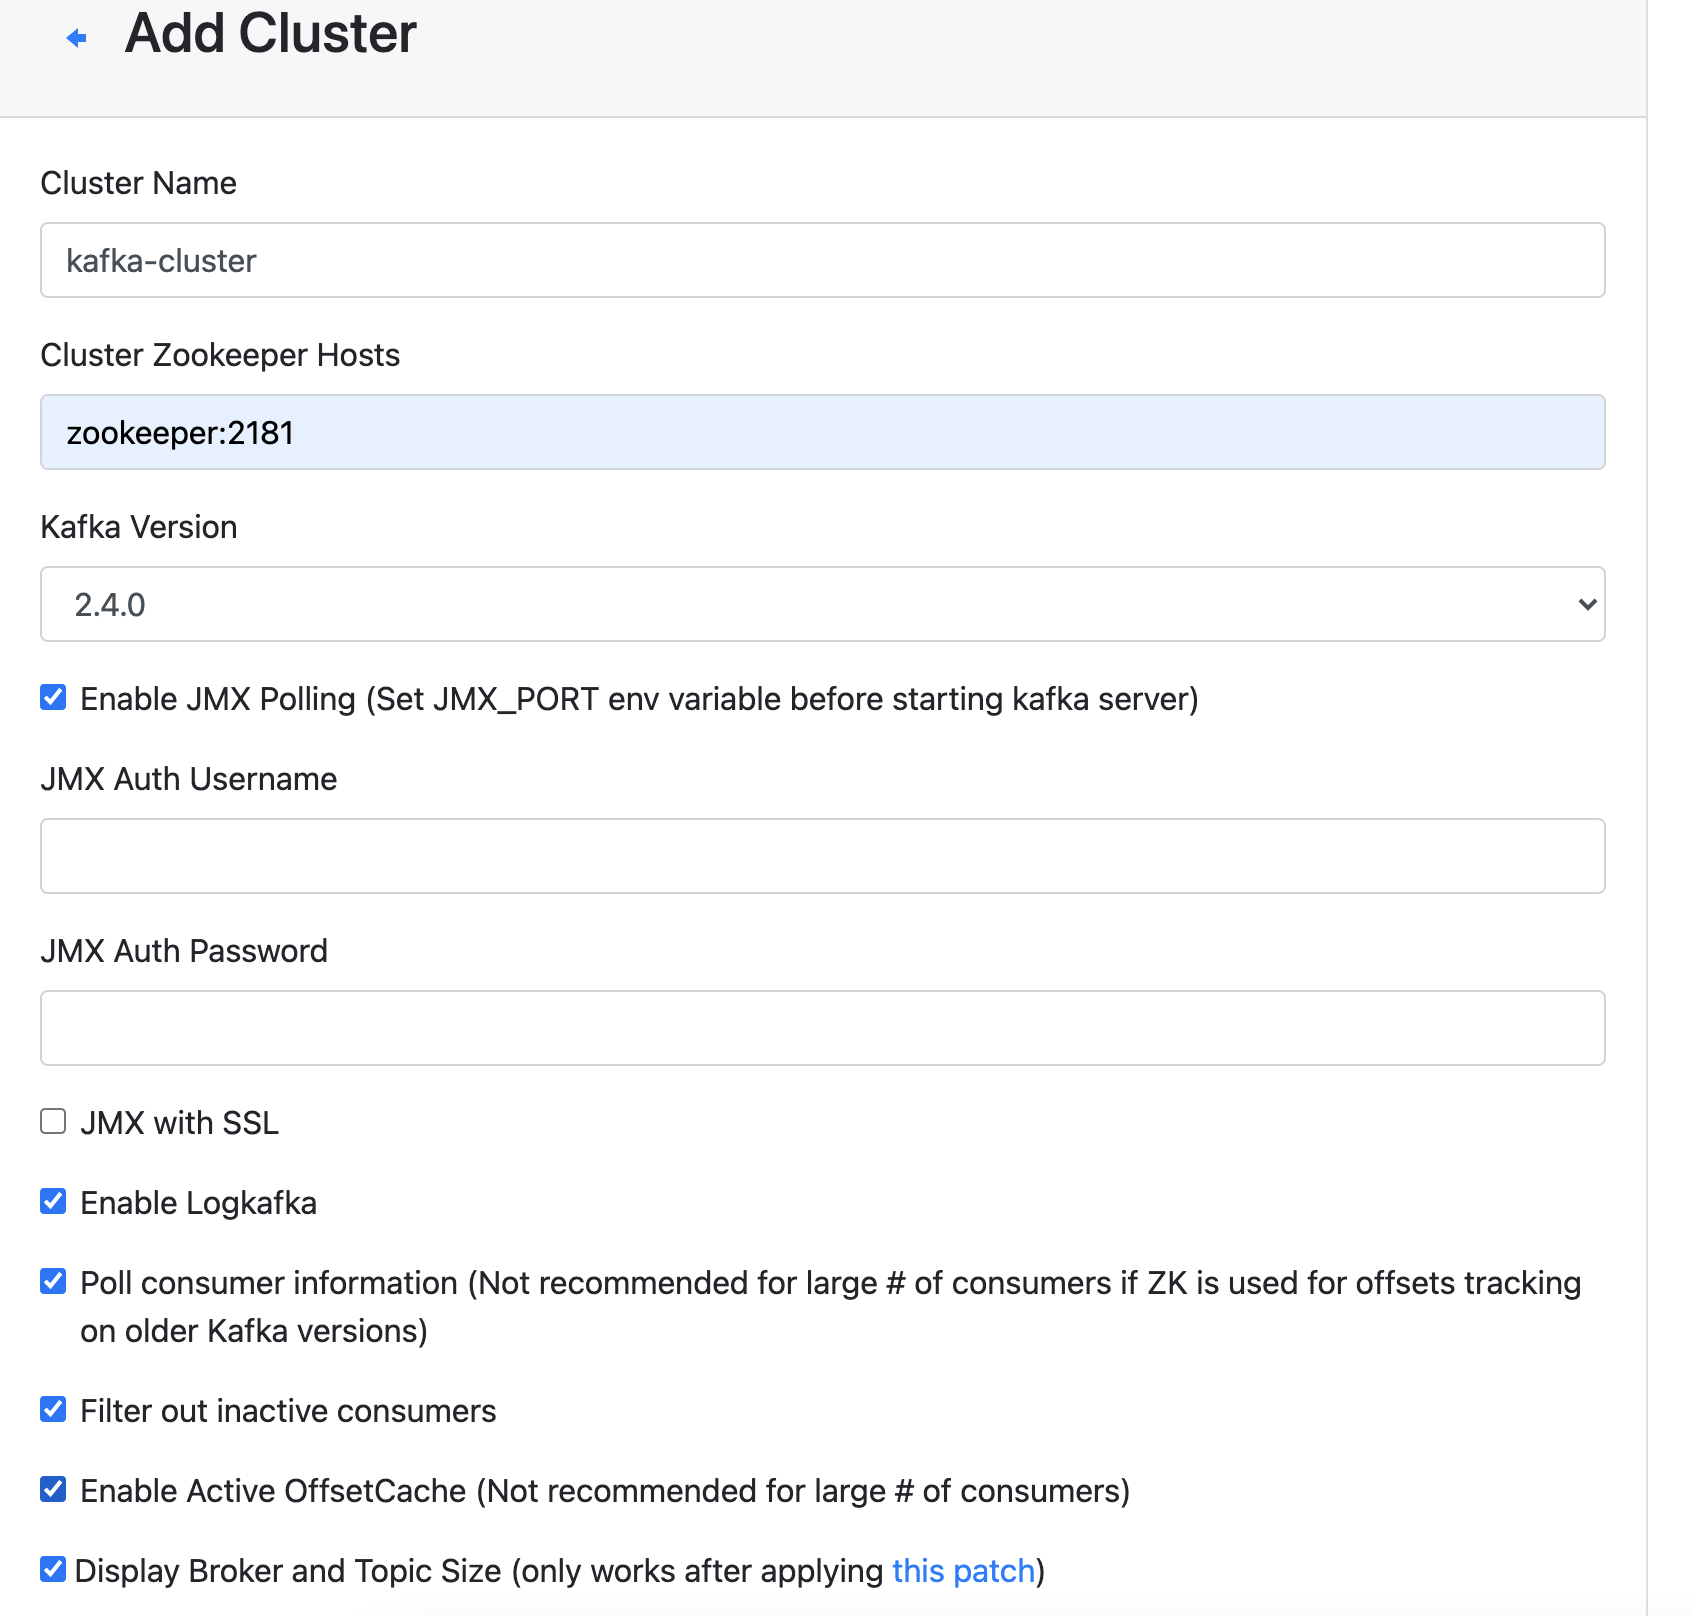 Add Cluster
Cluster Name
kafka-cluster
Cluster Zookeeper Hosts
zookeeper:2181
Kafka Version
2.4.0
Enable JMX Polling (Set JMX_PORT env variable before starting kafka server)
JMX Auth Username
JMX Auth Password
JMX with SSL
Enable Logkafka
Poll consumer information (Not recommended for large # of consumers if ZK is used for offsets tracking
on older Kafka versions)
Filter out inactive consumers
Enable Active OffsetCache (Not recommended for large # of consumers)
Display Broker and Topic Size (only works after applying this patch)